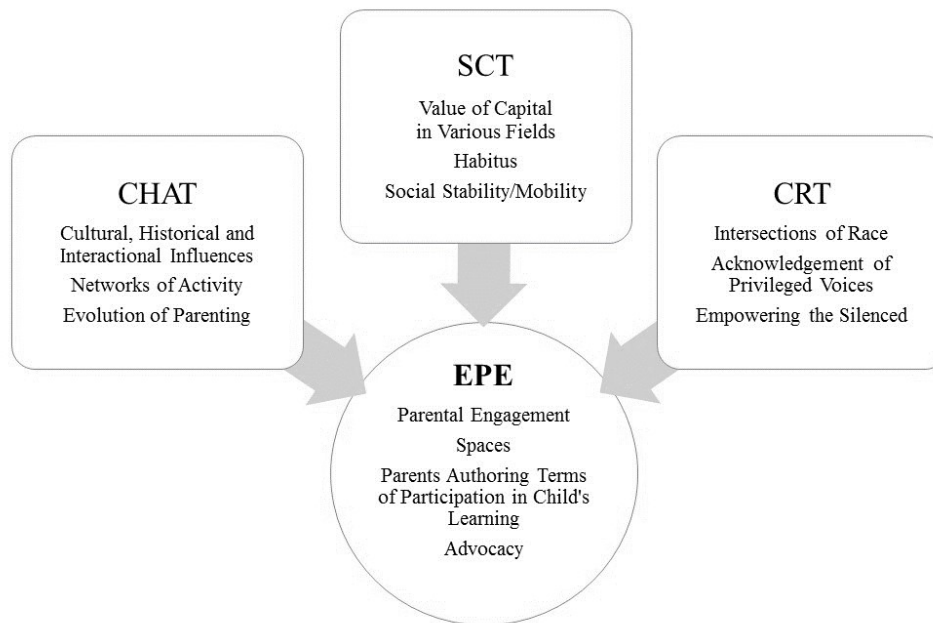 SCT
Value of Capital
in Various Fields
Habitus
Social Stability/Mobility
CHAT
Cultural, Historical and
Interactional Influences
Networks of Activity
Evolution of Parenting
CRT
Intersections of Race
Acknowledgement of
Privileged Voices
Empowering the Silenced
EPE
Parental Engagement
Spaces
Parents Authoring Terms
of Participation in Child's
Learning
Advocacy